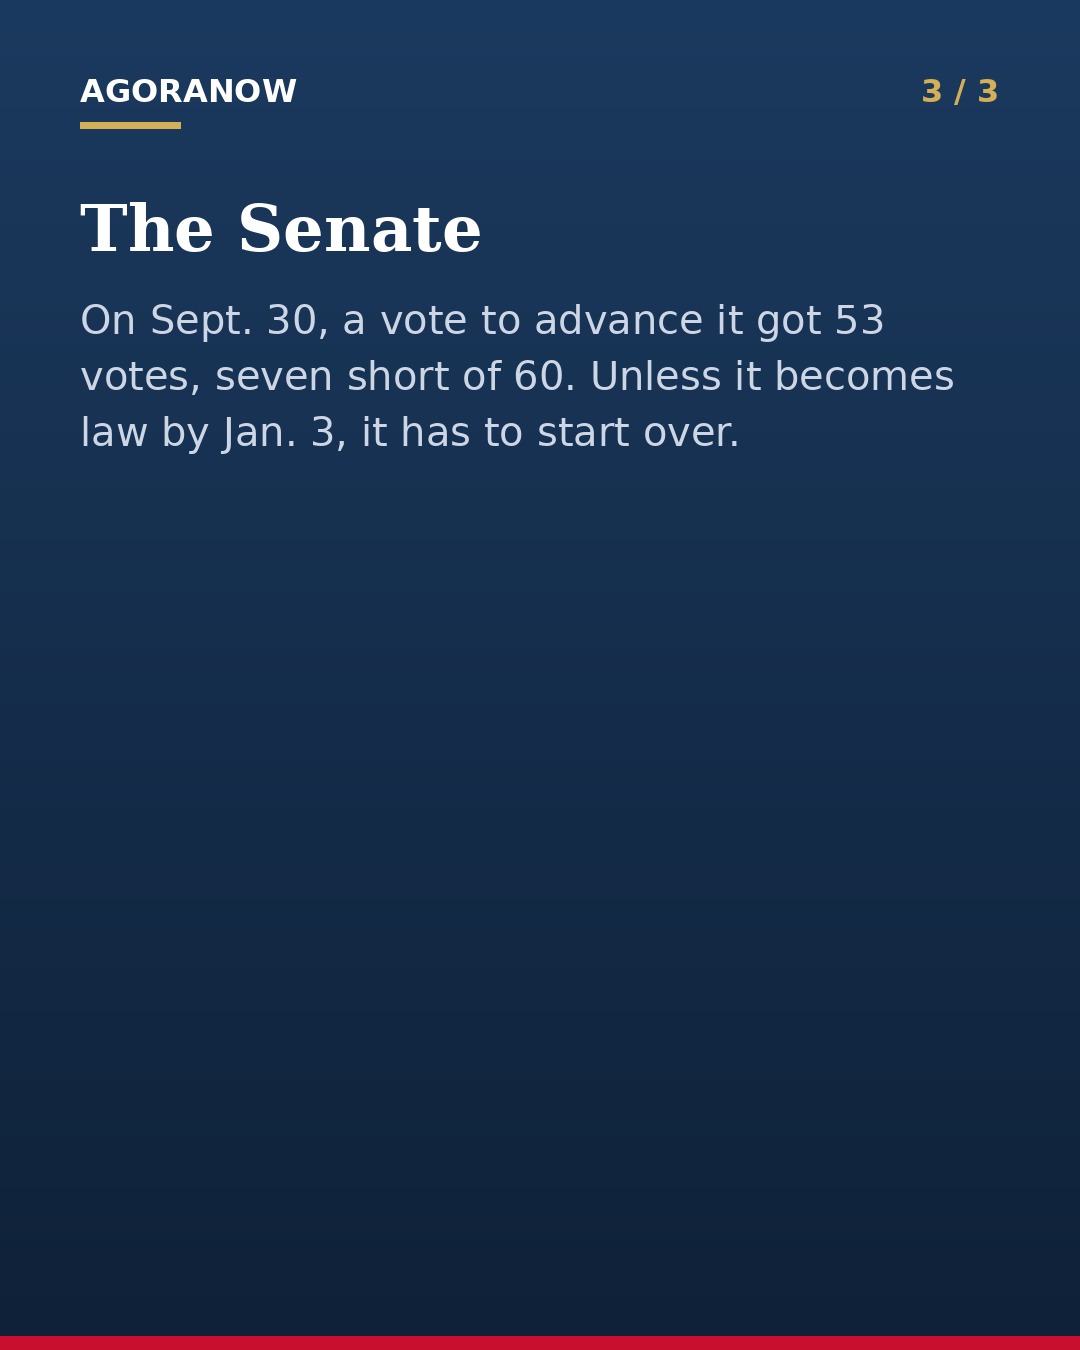 AGORANOW
3 / 3
The Senate
On Sept. 30, a vote to advance it got 53
votes, seven short of 60. Unless it becomes
law by Jan. 3, it has to start over.